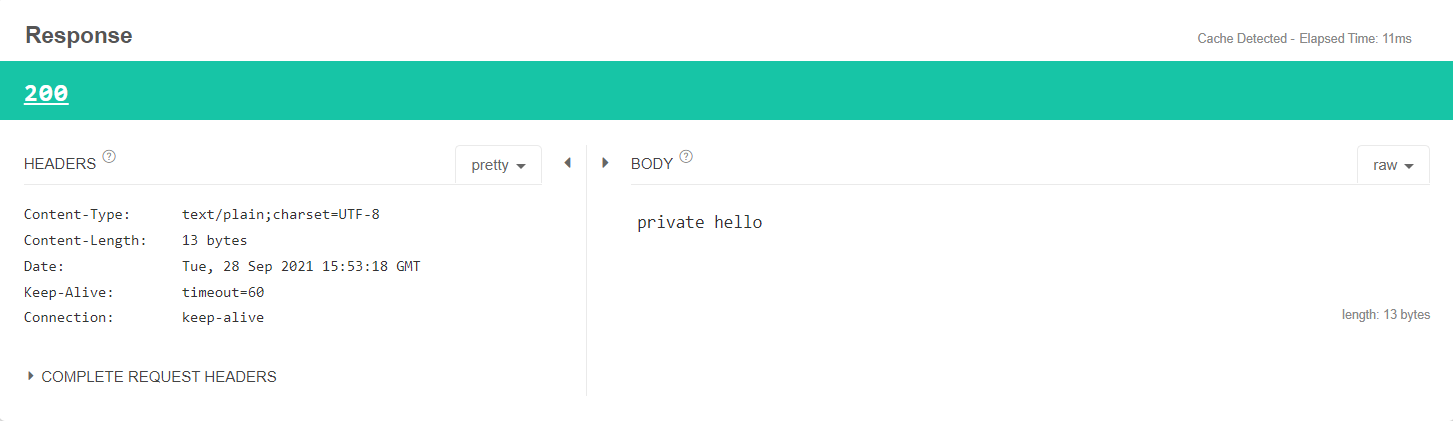 Response
Cache Detected - Elapsed Time: 11ms
200
HEADERS ?
pretty
Content-Type: text/plain;charset=UTF-8
Content-Length: 13 bytes
Date: Tue, 28 Sep 2021 15:53:18 GMT
Keep-Alive: timeout=60
Connection: keep-alive
COMPLETE REQUEST HEADERS
BODY ?
raw
private hello
length: 13 bytes